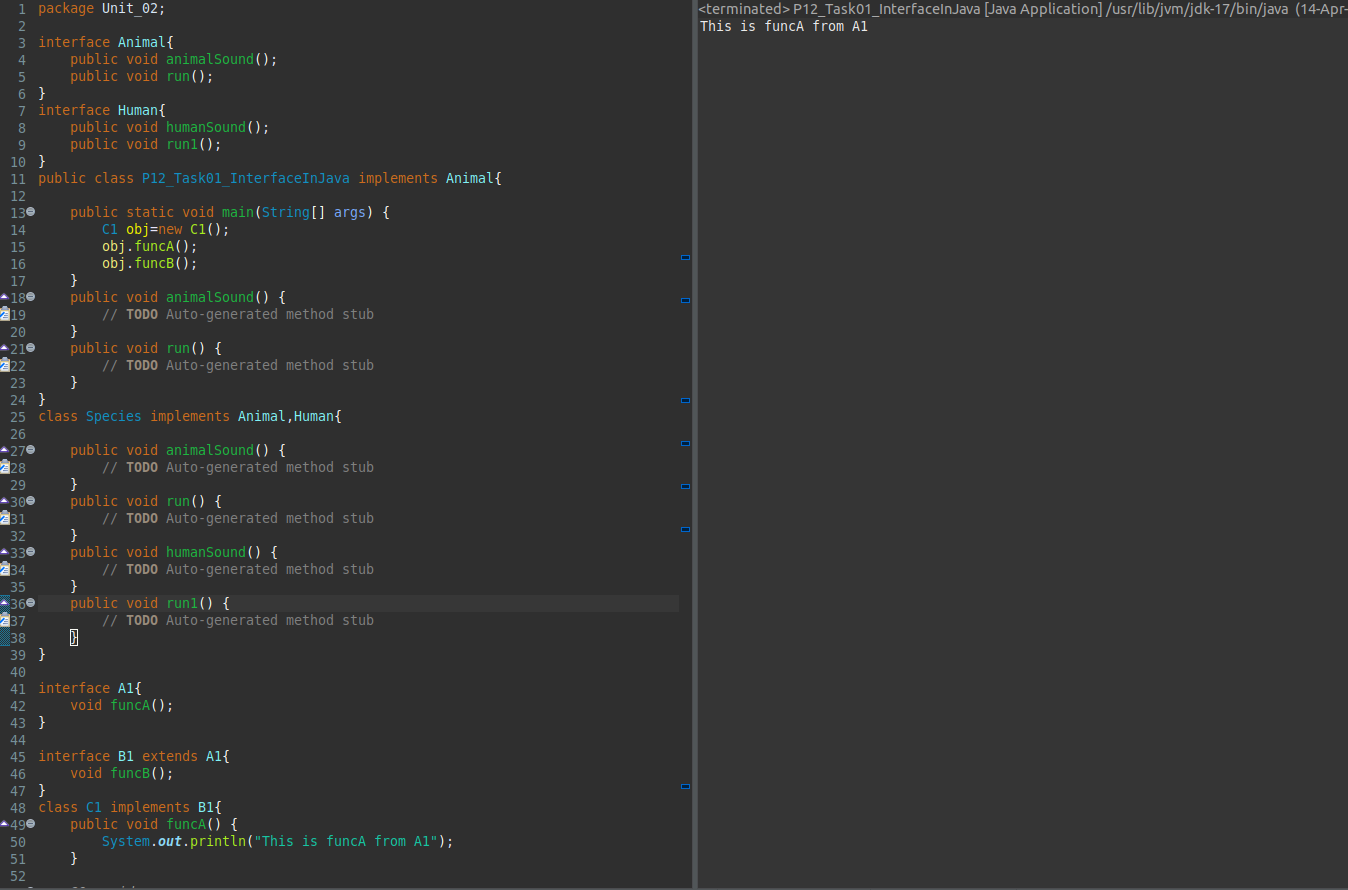 1 package Unit_02;
2
3 interface Animal{
4 public void animalSound();
5 public void run();
6 }
7 interface Human{
8 public void humanSound();
9 public void run1();
10 }
11 public class P12_Task01_InterfaceInJava implements Animal{
12
13 public static void main(String[] args) {
14 C1 obj=new C1();
15 obj.funcA();
16 obj.funcB();
17 }
18 public void animalSound() {
19 // TODO Auto-generated method stub
20 }
21 public void run() {
22 // TODO Auto-generated method stub
23 }
24 }
25 class Species implements Animal,Human{
26
27 public void animalSound() {
28 // TODO Auto-generated method stub
29 }
30 public void run() {
31 // TODO Auto-generated method stub
32 }
33 public void humanSound() {
34 // TODO Auto-generated method stub
35 }
36 public void run1() {
37 // TODO Auto-generated method stub
38 }
39 }
40
41 interface A1{
42 void funcA();
43 }
44
45 interface B1 extends A1{
46 void funcB();
47 }
48 class C1 implements B1{
49 public void funcA() {
50 System.out.println("This is funcA from A1");
51 }
52
<terminated> P12_Task01_InterfaceInJava [Java Application] /usr/lib/jvm/jdk-17/bin/java (14-Apr-
This is funcA from A1